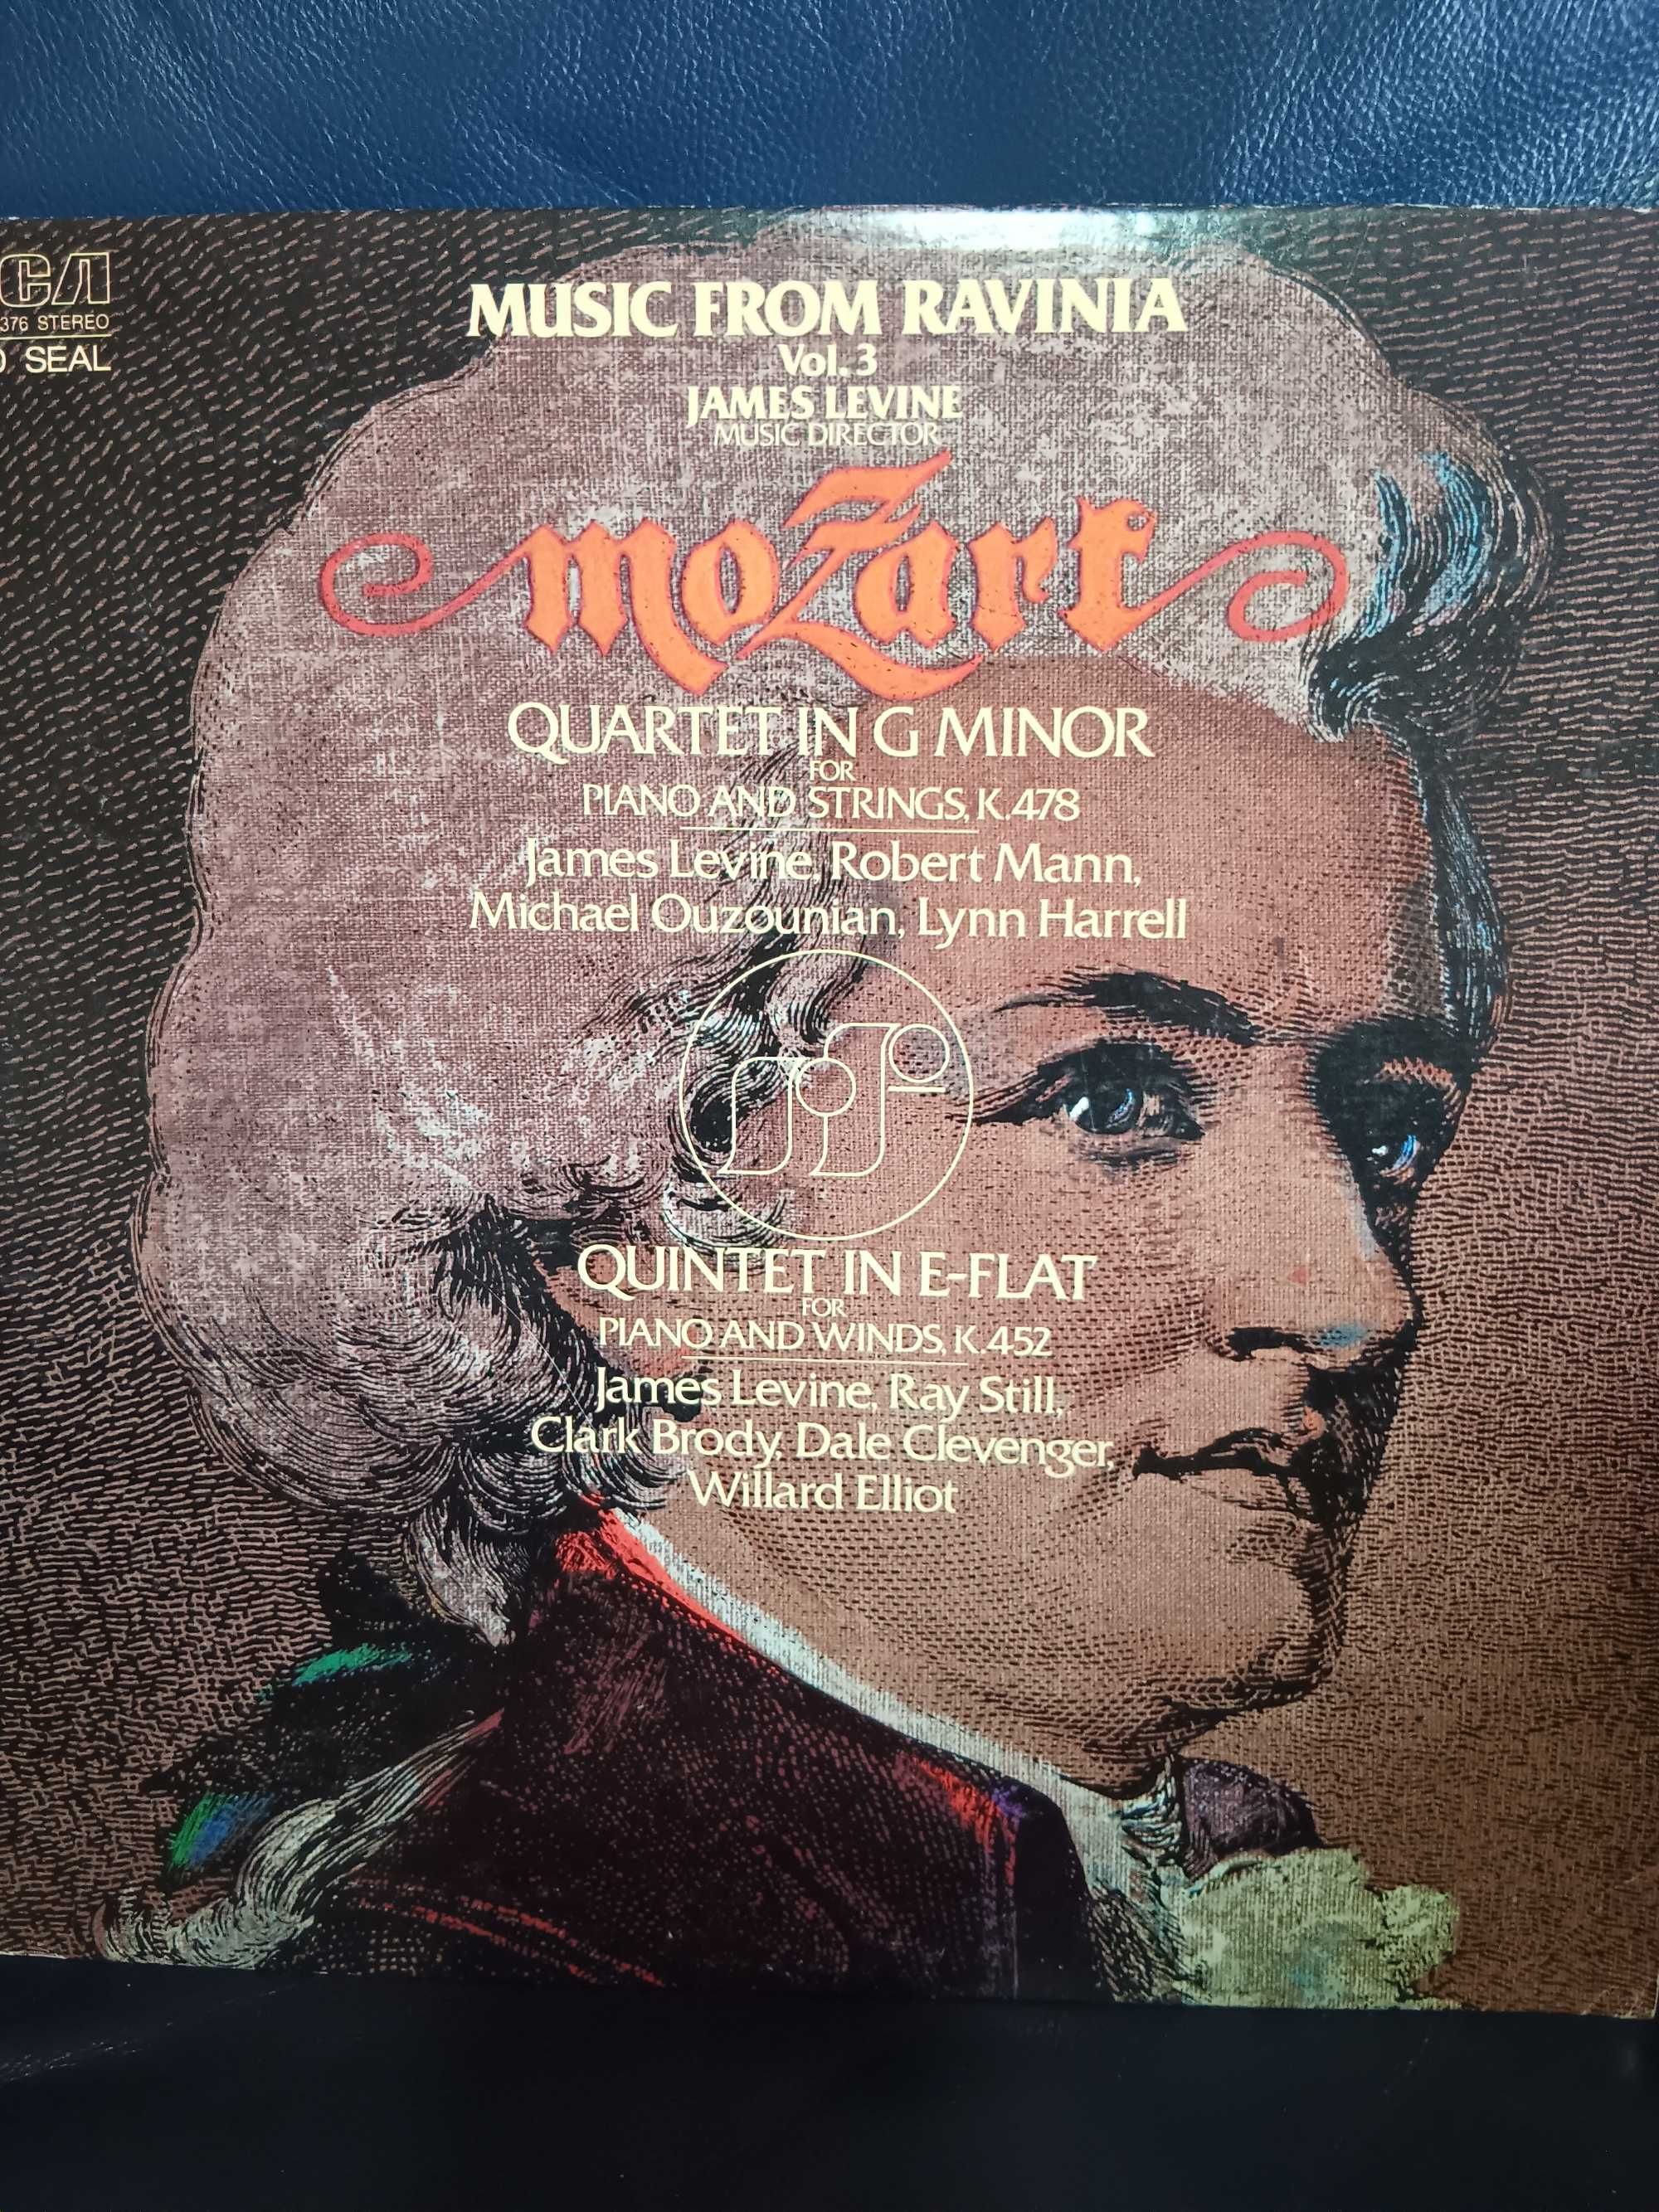 CA
376 STEREO
SEAL
MUSIC FROM RAVINIA
Vol. 3
JAMES LEVINE
MUSIC DIRECTOR
mozart
QUARTET IN G MINOR
FOR
PIANO AND STRINGS, K.478
James Levine, Robert Mann,
Michael Ouzounian, Lynn Harrell
rf
QUINTET IN E-FLAT
FOR
PIANO AND WINDS, K.452
James Levine, Ray Still,
Clark Brody, Dale Clevenger,
Willard Elliot